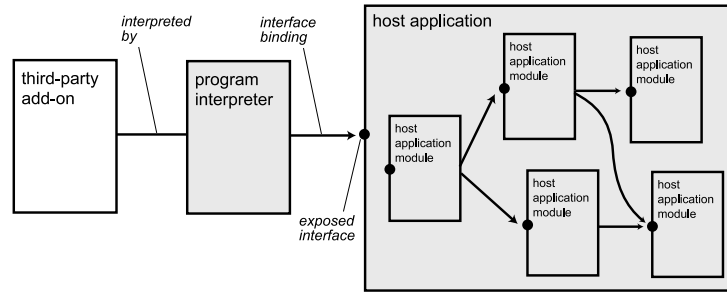 interpreted
by
interface
binding
host application
third-party
add-on
program
interpreter
host
application
module
host
application
module
host
application
module
host
application
module
host
application
module
exposed
interface